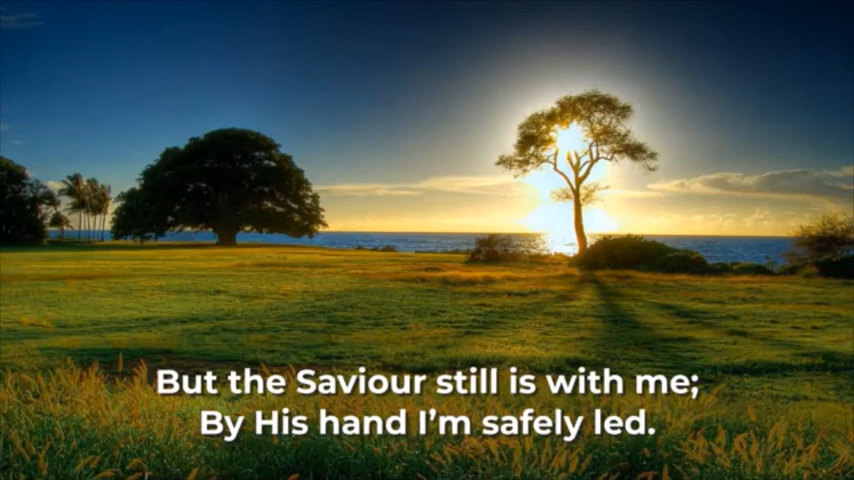 But the Saviour still is with me;
By His hand I’m safely led.